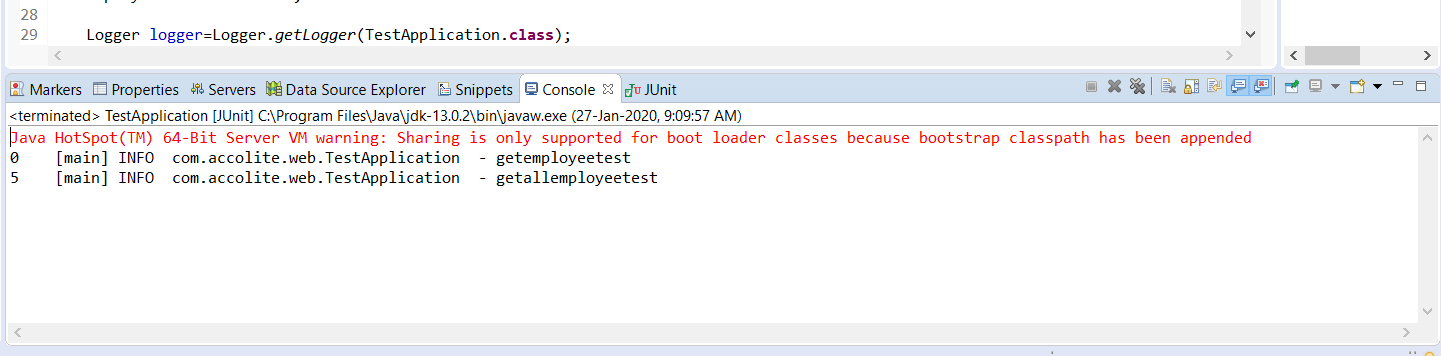 28
29 Logger logger=Logger.getLogger(TestApplication.class);
Markers Properties Servers Data Source Explorer Snippets Console JUnit
<terminated> TestApplication [JUnit] C:\Program Files\Java\jdk-13.0.2\bin\javaw.exe (27-Jan-2020, 9:09:57 AM)
Java HotSpot(TM) 64-Bit Server VM warning: Sharing is only supported for boot loader classes because bootstrap classpath has been appended
0 [main] INFO com.accolite.web.TestApplication - getemployeetest
5 [main] INFO com.accolite.web.TestApplication - getallemployeetest